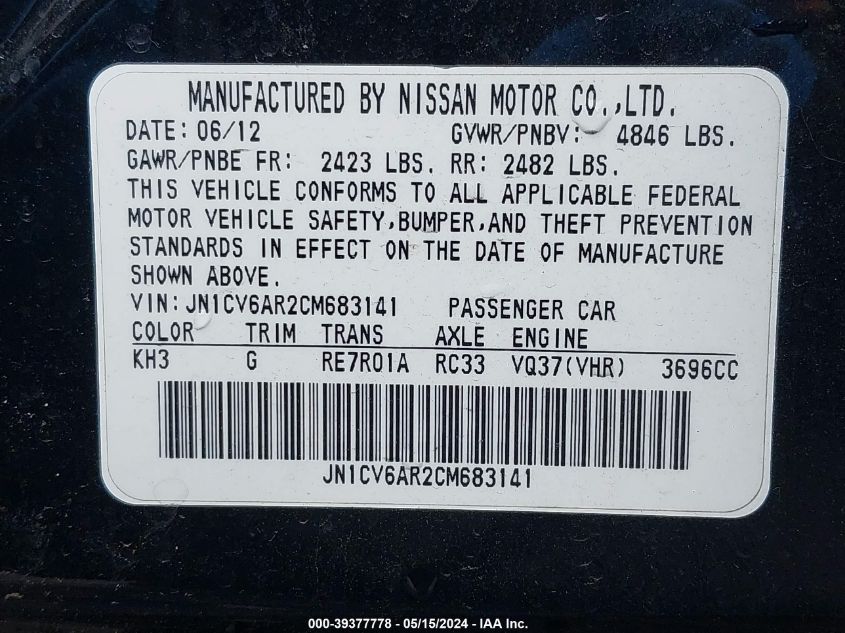 MANUFACTURED BY NISSAN MOTOR CO.,LTD.
DATE: 06/12 GVWR/PNBV: 4846 LBS.
GAWR/PNBE FR: 2423 LBS. RR: 2482 LBS.
THIS VEHICLE CONFORMS TO ALL APPLICABLE FEDERAL
MOTOR VEHICLE SAFETY,BUMPER,AND THEFT PREVENTION
STANDARDS IN EFFECT ON THE DATE OF MANUFACTURE
SHOWN ABOVE.
VIN: JN1CV6AR2CM683141 PASSENGER CAR
COLOR TRIM TRANS AXLE ENGINE
KH3 G RE7R01A RC33 VQ37(VHR) 3696CC
JN1CV6AR2CM683141
000-39377778 - 05/15/2024 - IAA Inc.